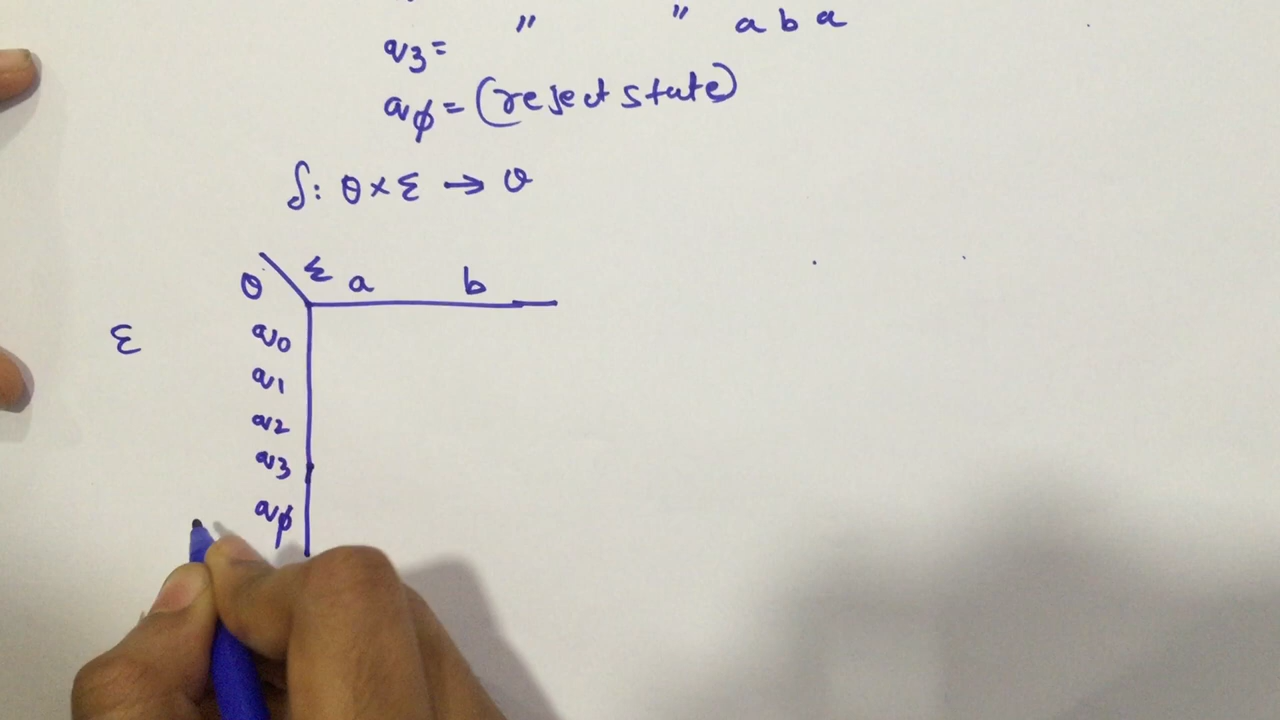 q3 = " " a b a
qϕ = (reject state)
δ: Q × Σ → Q
Q Σ a b
Σ q0
q1
q2
q3
qϕ